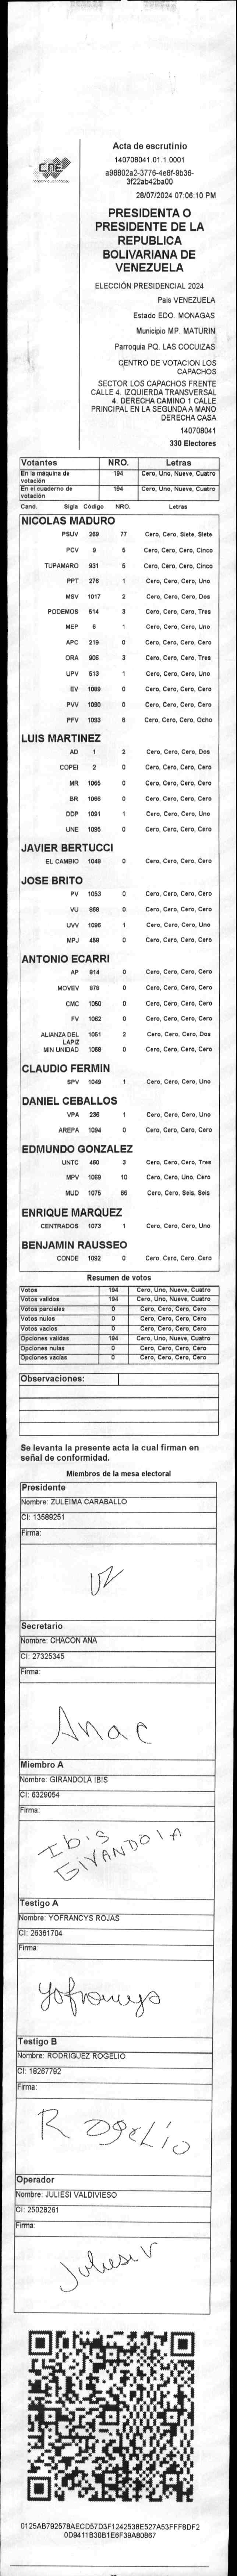 CNE
Acta de escrutinio
140708041.01.1.0001
a98802a2-3776-4e8f-9b36-
3f22ab42ba00
28/07/2024 07:06:10 PM
PRESIDENTA O
PRESIDENTE DE LA
REPUBLICA
BOLIVARIANA DE
VENEZUELA
ELECCIÓN PRESIDENCIAL 2024
Pais VENEZUELA
Estado EDO. MONAGAS
Municipio MP. MATURIN
Parroquia PQ. LAS COCUIZAS
CENTRO DE VOTACION LOS
CAPACHOS
SECTOR LOS CAPACHOS FRENTE
CALLE 4. IZQUIERDA TRANSVERSAL
4. DERECHA CAMINO 1 CALLE
PRINCIPAL EN LA SEGUNDA A MANO
DERECHA CASA
140708041
330 Electores
Votantes NRO. Letras
En la máquina de votación 194 Cero, Uno, Nueve, Cuatro
En el cuaderno de votación 194 Cero, Uno, Nueve, Cuatro
Cand. Sigla Código NRO. Letras
NICOLAS MADURO
PSUV 269 77 Cero, Cero, Siete, Siete
PCV 9 5 Cero, Cero, Cero, Cinco
TUPAMARO 931 5 Cero, Cero, Cero, Cinco
PPT 276 1 Cero, Cero, Cero, Uno
MSV 1017 2 Cero, Cero, Cero, Dos
PODEMOS 514 3 Cero, Cero, Cero, Tres
MEP 6 1 Cero, Cero, Cero, Uno
APC 219 0 Cero, Cero, Cero, Cero
ORA 906 3 Cero, Cero, Cero, Tres
UPV 513 1 Cero, Cero, Cero, Uno
EV 1089 0 Cero, Cero, Cero, Cero
PVV 1090 0 Cero, Cero, Cero, Cero
PFV 1093 8 Cero, Cero, Cero, Ocho
LUIS MARTINEZ
AD 1 2 Cero, Cero, Cero, Dos
COPEI 2 0 Cero, Cero, Cero, Cero
MR 1065 0 Cero, Cero, Cero, Cero
BR 1066 0 Cero, Cero, Cero, Cero
DDP 1091 1 Cero, Cero, Cero, Uno
UNE 1095 0 Cero, Cero, Cero, Cero
JAVIER BERTUCCI
EL CAMBIO 1048 0 Cero, Cero, Cero, Cero
JOSE BRITO
PV 1053 0 Cero, Cero, Cero, Cero
VU 868 0 Cero, Cero, Cero, Cero
UVV 1096 1 Cero, Cero, Cero, Uno
MPJ 459 0 Cero, Cero, Cero, Cero
ANTONIO ECARRI
AP 814 0 Cero, Cero, Cero, Cero
MOVEV 878 0 Cero, Cero, Cero, Cero
CMC 1060 0 Cero, Cero, Cero, Cero
FV 1062 0 Cero, Cero, Cero, Cero
ALIANZA DEL LAPIZ 1051 2 Cero, Cero, Cero, Dos
MIN UNIDAD 1068 0 Cero, Cero, Cero, Cero
CLAUDIO FERMIN
SPV 1049 1 Cero, Cero, Cero, Uno
DANIEL CEBALLOS
VPA 236 1 Cero, Cero, Cero, Uno
AREPA 1094 0 Cero, Cero, Cero, Cero
EDMUNDO GONZALEZ
UNTC 460 3 Cero, Cero, Cero, Tres
MPV 1069 10 Cero, Cero, Uno, Cero
MUD 1075 66 Cero, Cero, Seis, Seis
ENRIQUE MARQUEZ
CENTRADOS 1073 1 Cero, Cero, Cero, Uno
BENJAMIN RAUSSEO
CONDE 1092 0 Cero, Cero, Cero, Cero
Resumen de votos
Votos 194 Cero, Uno, Nueve, Cuatro
Votos validos 194 Cero, Uno, Nueve, Cuatro
Votos parciales 0 Cero, Cero, Cero, Cero
Votos nulos 0 Cero, Cero, Cero, Cero
Votos vacios 0 Cero, Cero, Cero, Cero
Opciones validas 194 Cero, Uno, Nueve, Cuatro
Opciones nulas 0 Cero, Cero, Cero, Cero
Opciones vacias 0 Cero, Cero, Cero, Cero
Observaciones:
Se levanta la presente acta la cual firman en
señal de conformidad.
Miembros de la mesa electoral
Presidente
Nombre: ZULEIMA CARABALLO
CI: 13589251
Firma:
Secretario
Nombre: CHACON ANA
CI: 27325345
Firma:
Anac
Miembro A
Nombre: GIRANDOLA IBIS
CI: 6329054
Firma:
Ibis
GIVANDOIA
Testigo A
Nombre: YOFRANCYS ROJAS
CI: 26361704
Firma:
Yofrancys
Testigo B
Nombre: RODRIGUEZ ROGELIO
CI: 18267792
Firma:
R OgeLio
Operador
Nombre: JULIESI VALDIVIESO
CI: 25028261
Firma:
Juliesi V
0125AB792578AECD57D3F1242538E527A53FFF8DF2
0D9411B30B1E6F39A80867